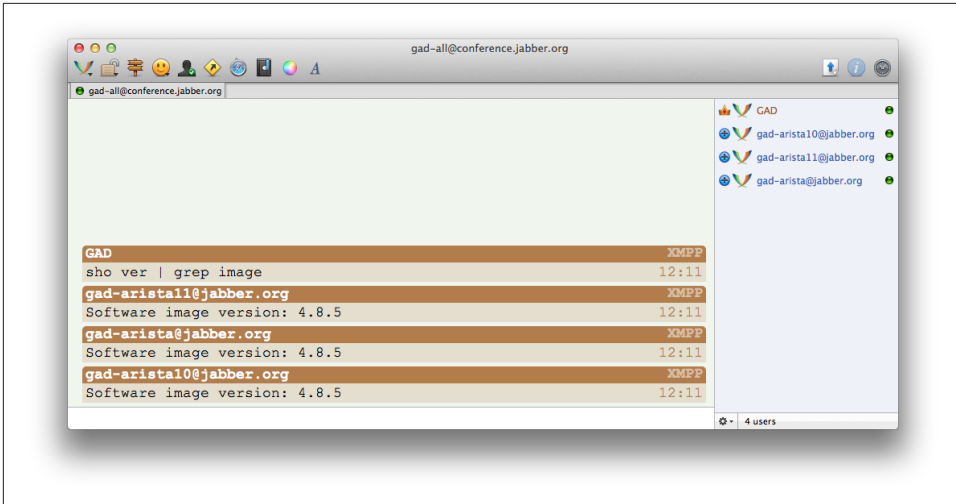 gad-all@conference.jabber.org
A
gad-all@conference.jabber.org
GAD
gad-arista10@jabber.org
gad-arista11@jabber.org
gad-arista@jabber.org
GAD XMPP
sho ver | grep image 12:11
gad-arista11@jabber.org XMPP
Software image version: 4.8.5 12:11
gad-arista@jabber.org XMPP
Software image version: 4.8.5 12:11
gad-arista10@jabber.org XMPP
Software image version: 4.8.5 12:11
4 users